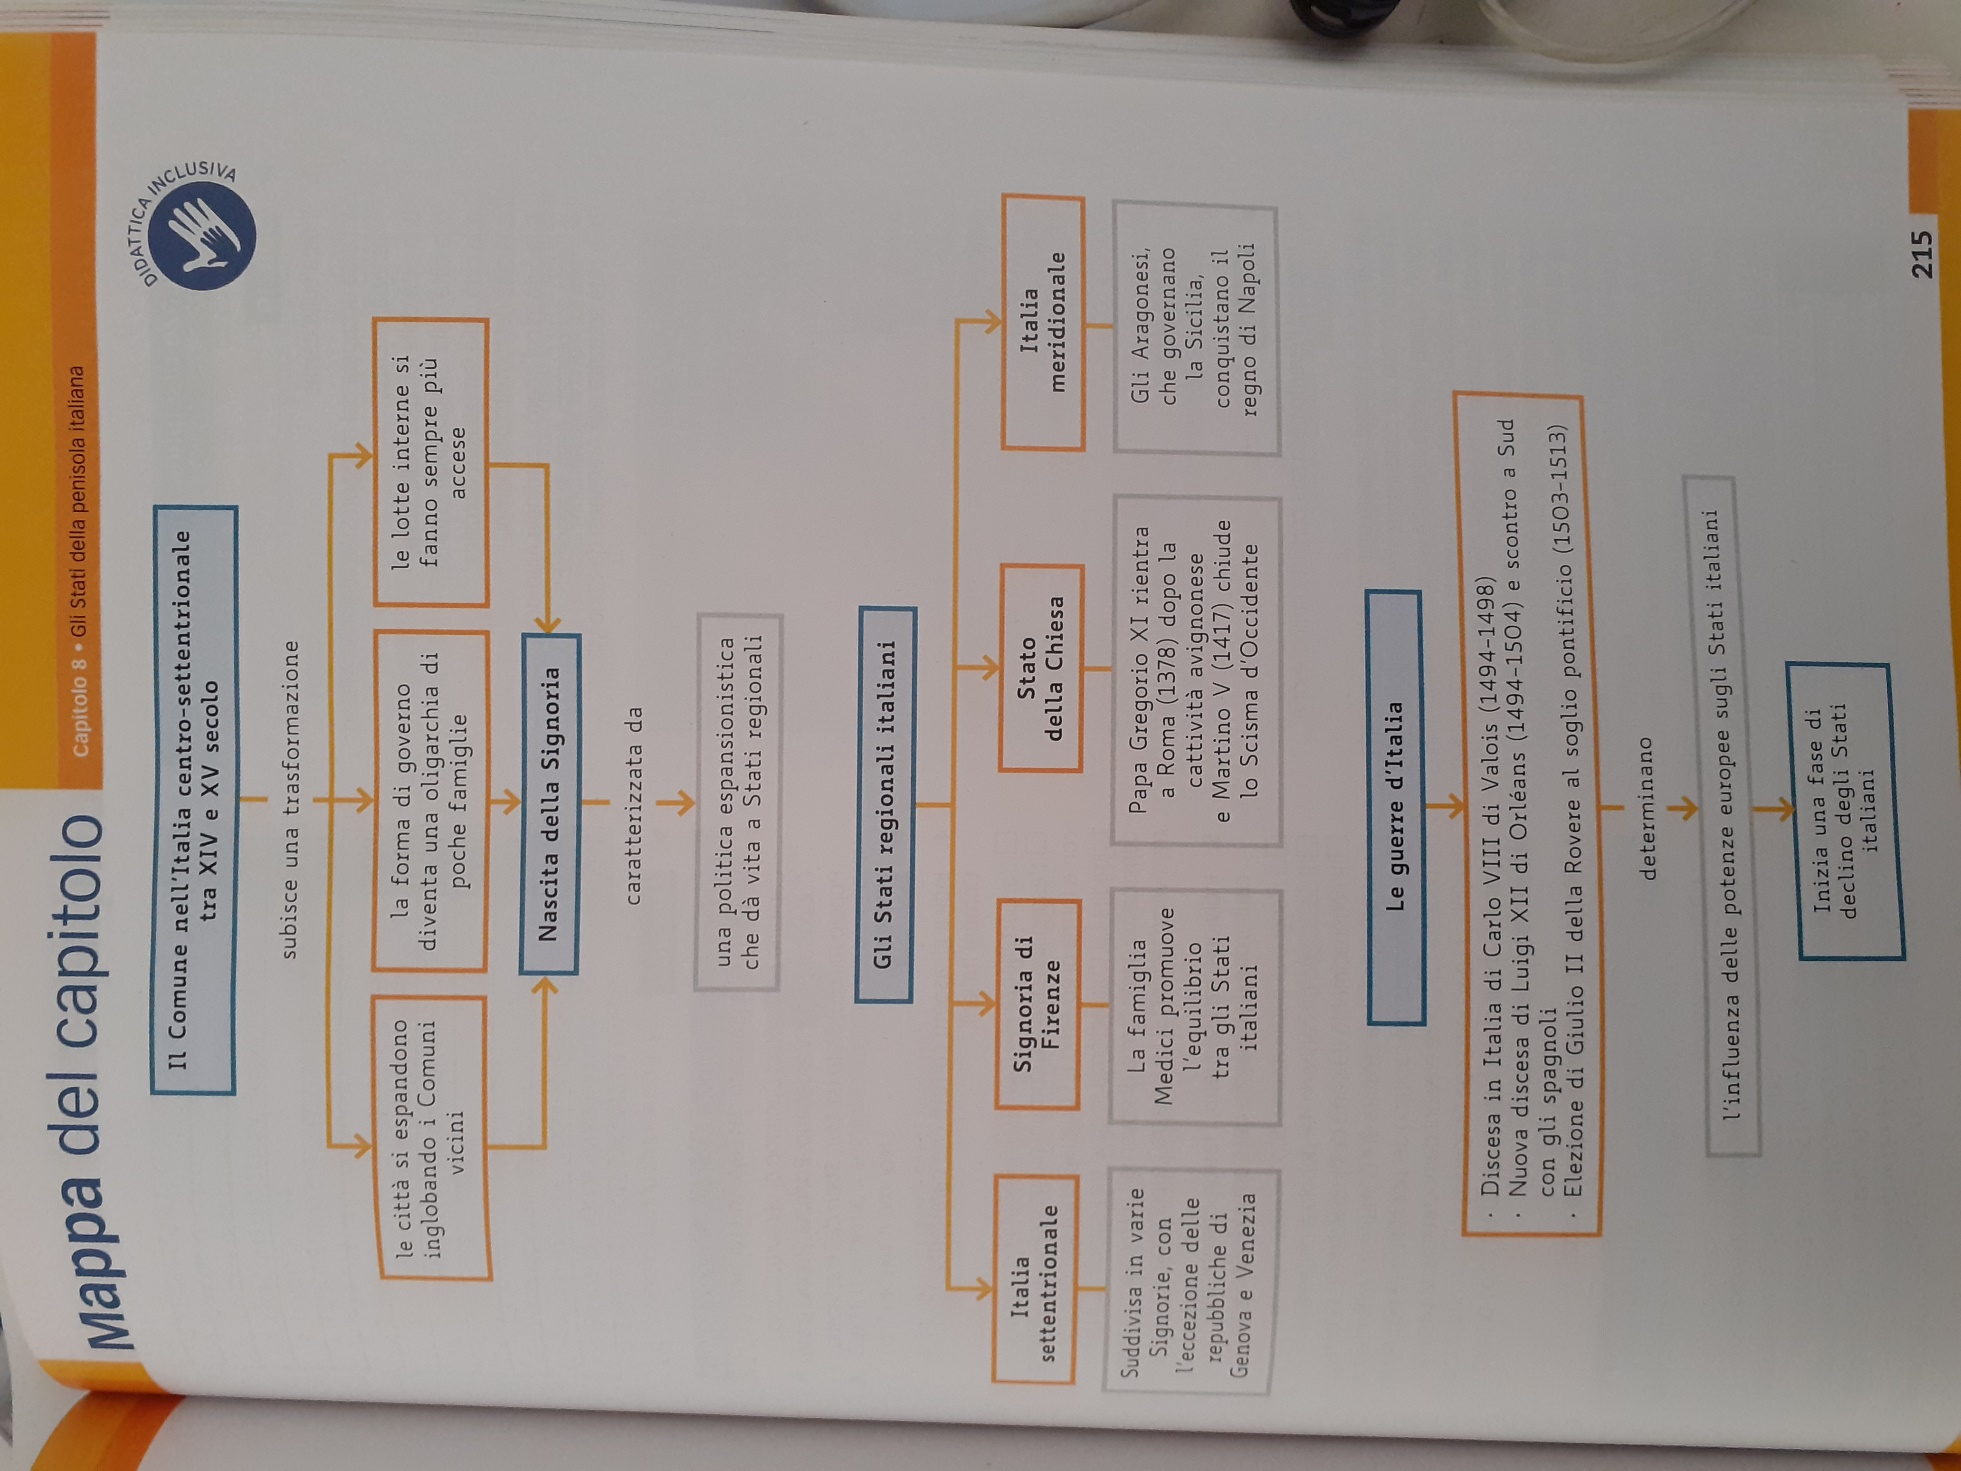 Capitolo 8 • Gli Stati della penisola italiana
Mappa del capitolo
DIDATTICA INCLUSIVA
Il Comune nell'Italia centro-settentrionale
tra XIV e XV secolo
subisce una trasformazione
le città si espandono
inglobando i Comuni
vicini
la forma di governo
diventa una oligarchia di
poche famiglie
le lotte interne si
fanno sempre più
accese
Nascita della Signoria
caratterizzata da
una politica espansionistica
che dà vita a Stati regionali
Gli Stati regionali italiani
Italia
settentrionale
Suddivisa in varie
Signorie, con
l'eccezione delle
repubbliche di
Genova e Venezia
Signoria di
Firenze
La famiglia
Medici promuove
l'equilibrio
tra gli Stati
italiani
Stato
della Chiesa
Papa Gregorio XI rientra
a Roma (1378) dopo la
cattività avignonese
e Martino V (1417) chiude
lo Scisma d'Occidente
Italia
meridionale
Gli Aragonesi,
che governano
la Sicilia,
conquistano il
regno di Napoli
Le guerre d'Italia
· Discesa in Italia di Carlo VIII di Valois (1494-1498)
· Nuova discesa di Luigi XII di Orléans (1494-1504) e scontro a Sud
con gli spagnoli
· Elezione di Giulio II della Rovere al soglio pontificio (1503-1513)
determinano
l'influenza delle potenze europee sugli Stati italiani
Inizia una fase di
declino degli Stati
italiani
215